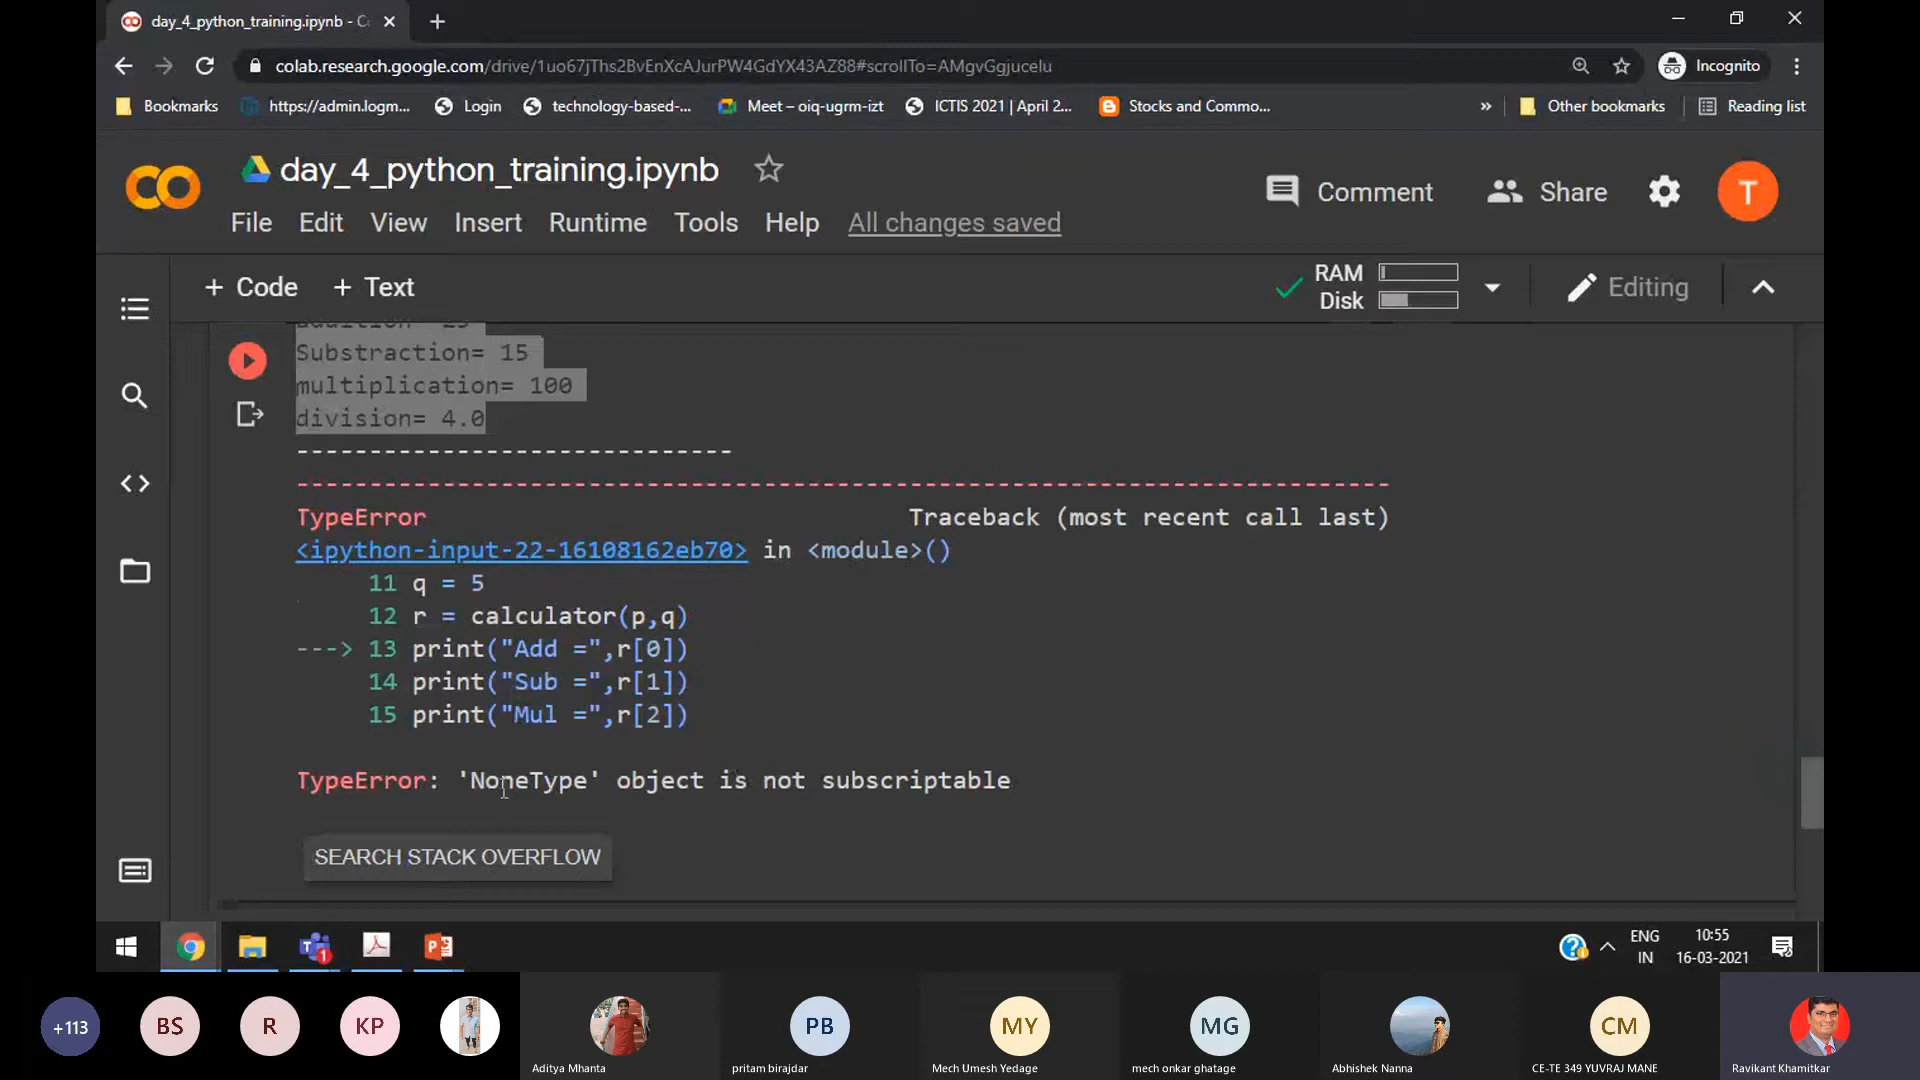 day_4_python_training.ipynb - Co
colab.research.google.com/drive/1uo67jThs2BvEnXcAJurPW4GdYX43AZ88#scrollTo=AMgvGgjucelu
Incognito
Bookmarks
https://admin.logm...
Login
technology-based-...
Meet – oiq-ugrm-izt
ICTIS 2021 | April 2...
Stocks and Commo...
»
Other bookmarks
Reading list
day_4_python_training.ipynb
Comment
Share
T
File Edit View Insert Runtime Tools Help All changes saved
+ Code + Text
RAM
Disk
Editing
Substraction= 15
multiplication= 100
division= 4.0
------------------------------
---------------------------------------------------------------------------
TypeError Traceback (most recent call last)
<ipython-input-22-16108162eb70> in <module>()
11 q = 5
12 r = calculator(p,q)
---> 13 print("Add =",r[0])
14 print("Sub =",r[1])
15 print("Mul =",r[2])
TypeError: 'NoneType' object is not subscriptable
SEARCH STACK OVERFLOW
ENG
IN
10:55
16-03-2021
+113
BS
R
KP
PB
MY
MG
CM
Aditya Mhanta
pritam birajdar
Mech Umesh Yedage
mech onkar ghatage
Abhishek Nanna
CE-TE 349 YUVRAJ MANE
Ravikant Khamitkar